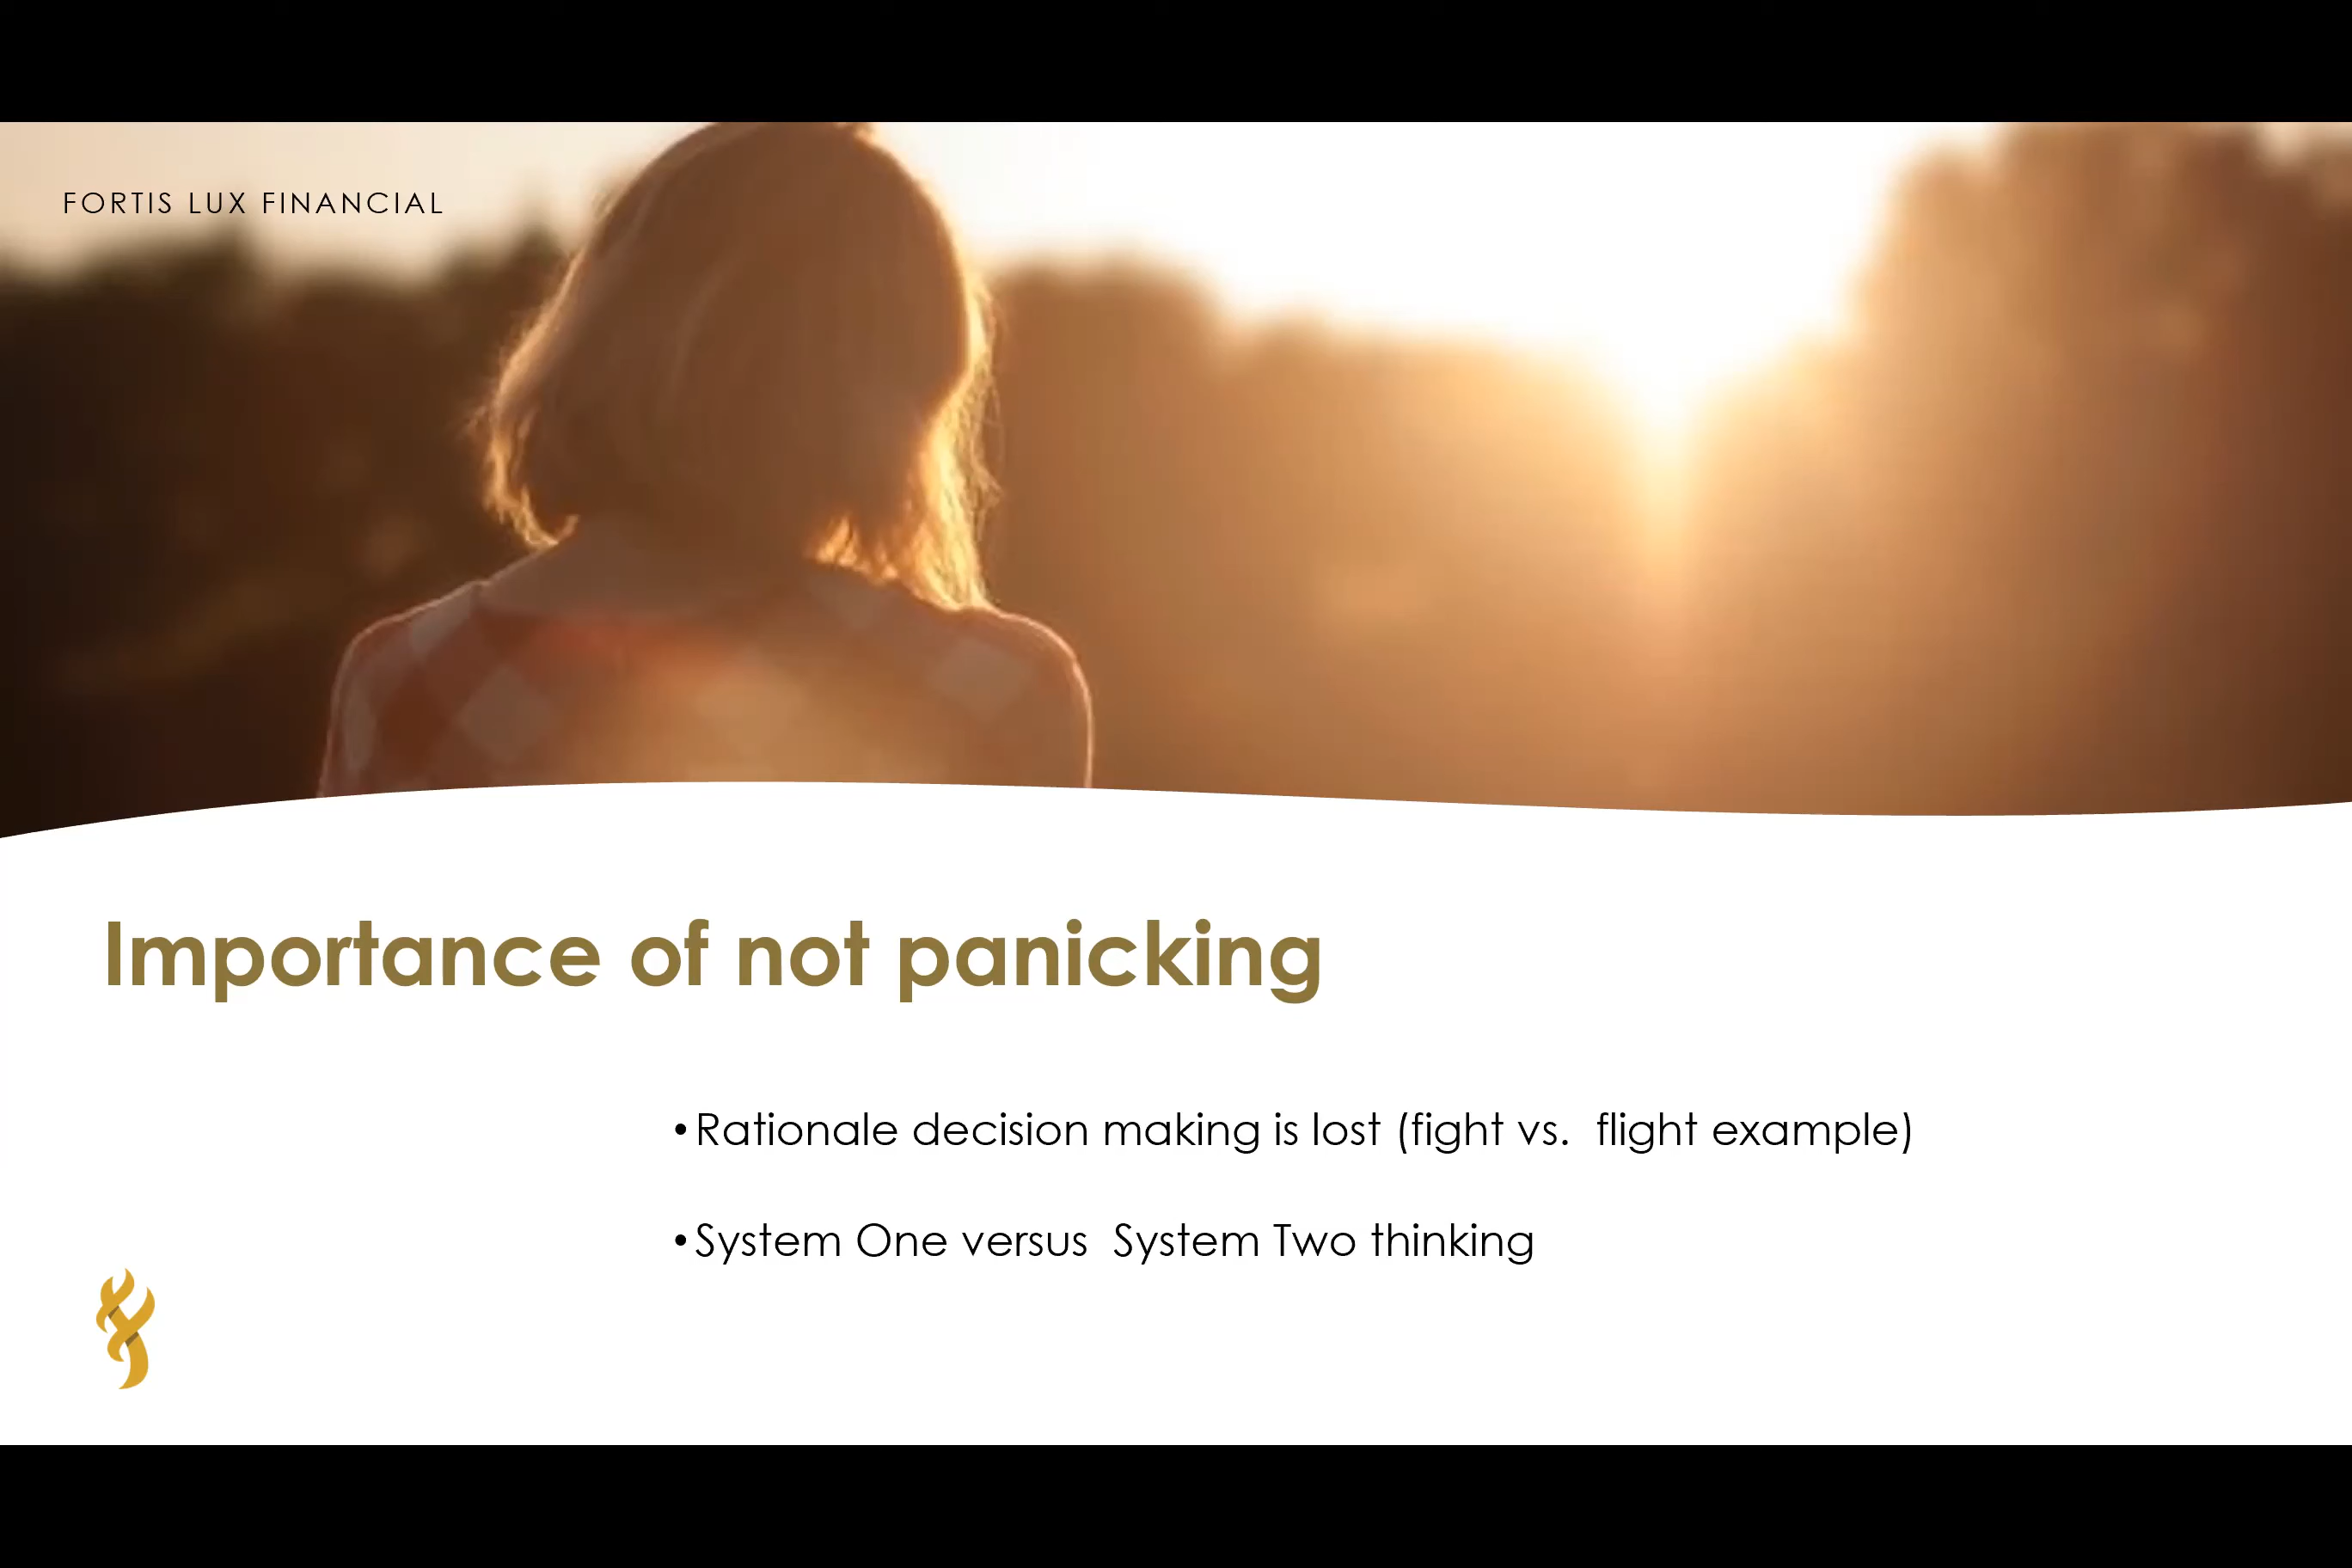 FORTIS LUX FINANCIAL
Importance of not panicking
•Rationale decision making is lost (fight vs.  flight example)
•System One versus  System Two thinking